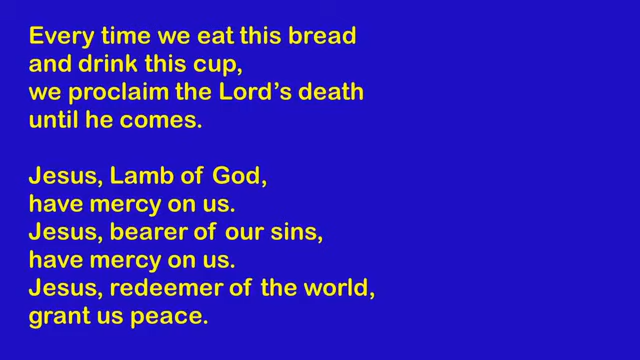 Every time we eat this bread
and drink this cup,
we proclaim the Lord's death
until he comes.
Jesus, Lamb of God,
have mercy on us.
Jesus, bearer of our sins,
have mercy on us.
Jesus, redeemer of the world,
grant us peace.